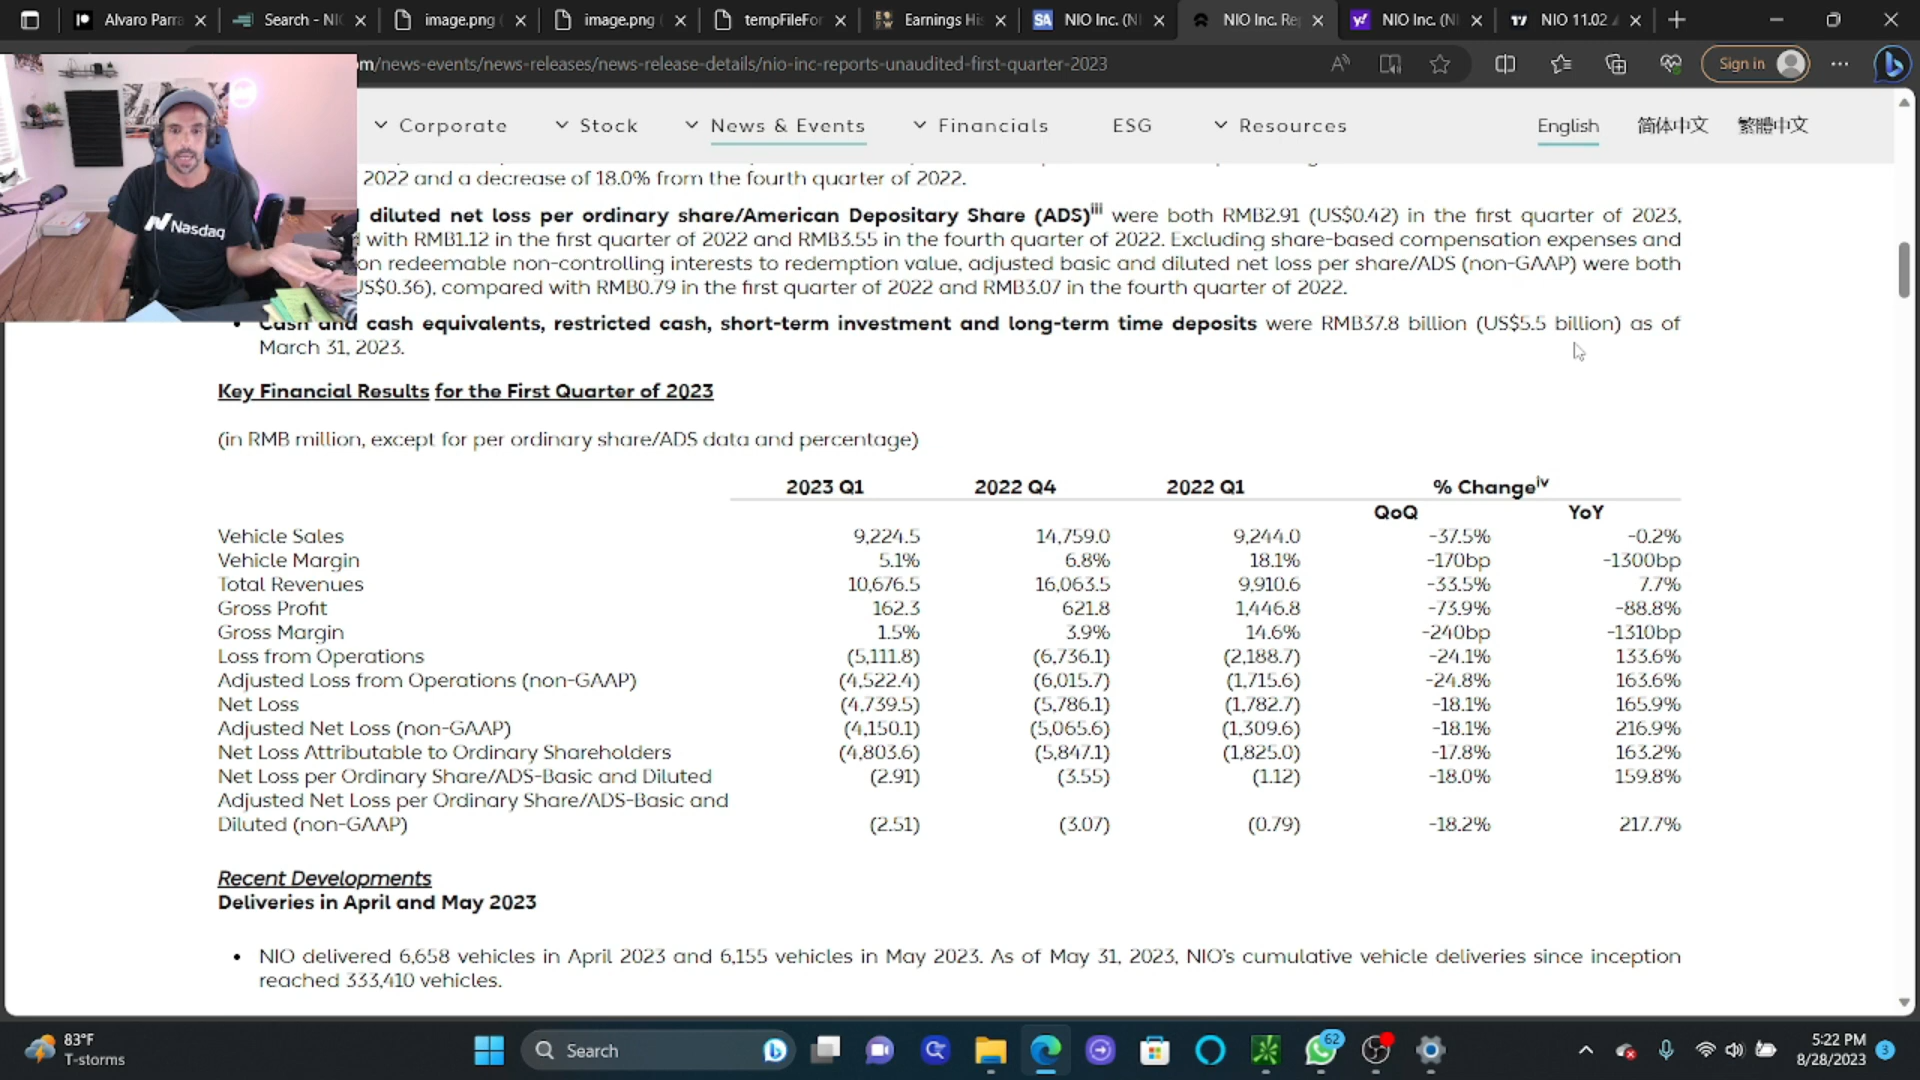 Alvaro Parra
Search - NI
image.png
image.png
tempFileFor
Earnings His
SA NIO Inc. (NI
NIO Inc. Re
y! NIO Inc. (NI
NIO 11.02
om/news-events/news-releases/news-release-details/nio-inc-reports-unaudited-first-quarter-2023
Sign in
Corporate Stock News & Events Financials ESG Resources English 简体中文 繁體中文
2022 and a decrease of 18.0% from the fourth quarter of 2022.
diluted net loss per ordinary share/American Depositary Share (ADS)iii were both RMB2.91 (US$0.42) in the first quarter of 2023,
with RMB1.12 in the first quarter of 2022 and RMB3.55 in the fourth quarter of 2022. Excluding share-based compensation expenses and
on redeemable non-controlling interests to redemption value, adjusted basic and diluted net loss per share/ADS (non-GAAP) were both
US$0.36), compared with RMB0.79 in the first quarter of 2022 and RMB3.07 in the fourth quarter of 2022.
Nasdaq
• Cash and cash equivalents, restricted cash, short-term investment and long-term time deposits were RMB37.8 billion (US$5.5 billion) as of
March 31, 2023.
Key Financial Results for the First Quarter of 2023
(in RMB million, except for per ordinary share/ADS data and percentage)
2023 Q1 2022 Q4 2022 Q1 % Changeiv
QoQ YoY
Vehicle Sales 9,224.5 14,759.0 9,244.0 -37.5% -0.2%
Vehicle Margin 5.1% 6.8% 18.1% -170bp -1300bp
Total Revenues 10,676.5 16,063.5 9,910.6 -33.5% 7.7%
Gross Profit 162.3 621.8 1,446.8 -73.9% -88.8%
Gross Margin 1.5% 3.9% 14.6% -240bp -1310bp
Loss from Operations (5,111.8) (6,736.1) (2,188.7) -24.1% 133.6%
Adjusted Loss from Operations (non-GAAP) (4,522.4) (6,015.7) (1,715.6) -24.8% 163.6%
Net Loss (4,739.5) (5,786.1) (1,782.7) -18.1% 165.9%
Adjusted Net Loss (non-GAAP) (4,150.1) (5,065.6) (1,309.6) -18.1% 216.9%
Net Loss Attributable to Ordinary Shareholders (4,803.6) (5,847.1) (1,825.0) -17.8% 163.2%
Net Loss per Ordinary Share/ADS-Basic and Diluted (2.91) (3.55) (1.12) -18.0% 159.8%
Adjusted Net Loss per Ordinary Share/ADS-Basic and
Diluted (non-GAAP) (2.51) (3.07) (0.79) -18.2% 217.7%
Recent Developments
Deliveries in April and May 2023
• NIO delivered 6,658 vehicles in April 2023 and 6,155 vehicles in May 2023. As of May 31, 2023, NIO's cumulative vehicle deliveries since inception
reached 333,410 vehicles.
83°F
T-storms
Search
62
5:22 PM
8/28/2023
3